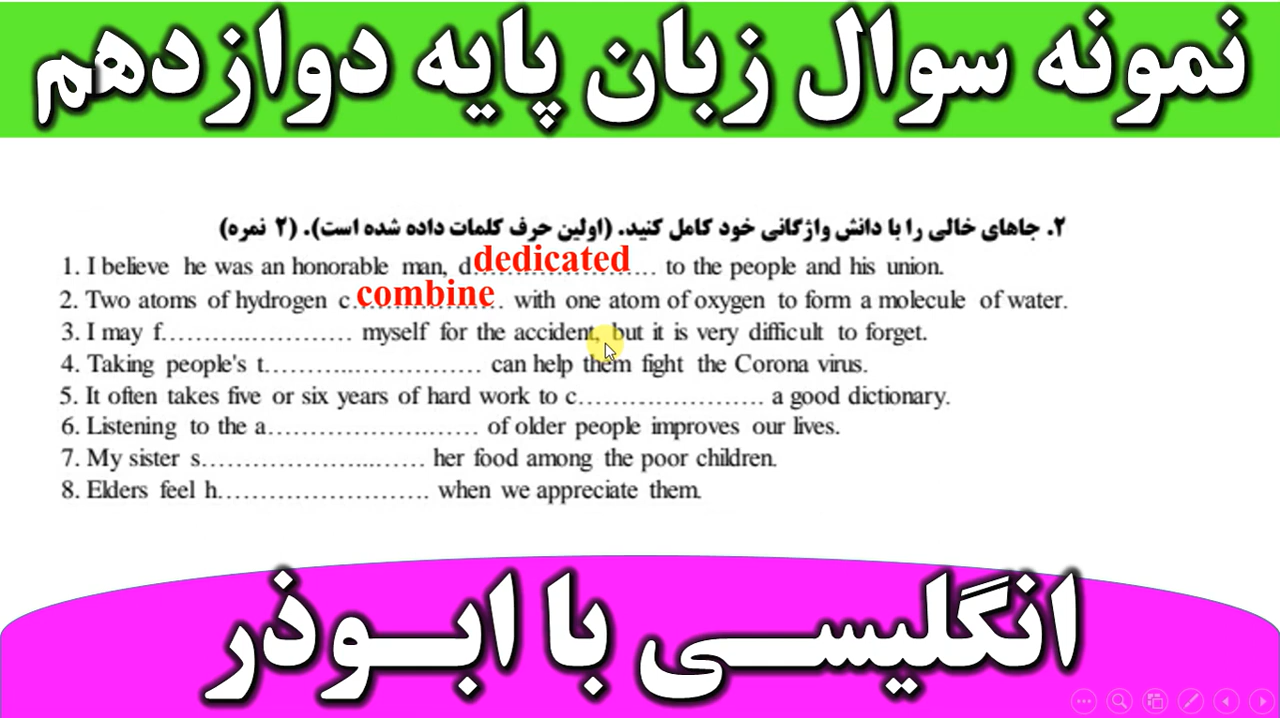 نمونه سوال زبان پایه دوازدهم
۲. جاهای خالی را با دانش واژگانی خود کامل کنید. (اولین حرف کلمات داده شده است). (۲ نمره)
1. I believe he was an honorable man, d dedicated ... to the people and his union.
2. Two atoms of hydrogen c combine ... with one atom of oxygen to form a molecule of water.
3. I may f...................... myself for the accident, but it is very difficult to forget.
4. Taking people's t......................... can help them fight the Corona virus.
5. It often takes five or six years of hard work to c...................... a good dictionary.
6. Listening to the a......................... of older people improves our lives.
7. My sister s.......................... her food among the poor children.
8. Elders feel h......................... when we appreciate them.
انگلیسی با ابوذر